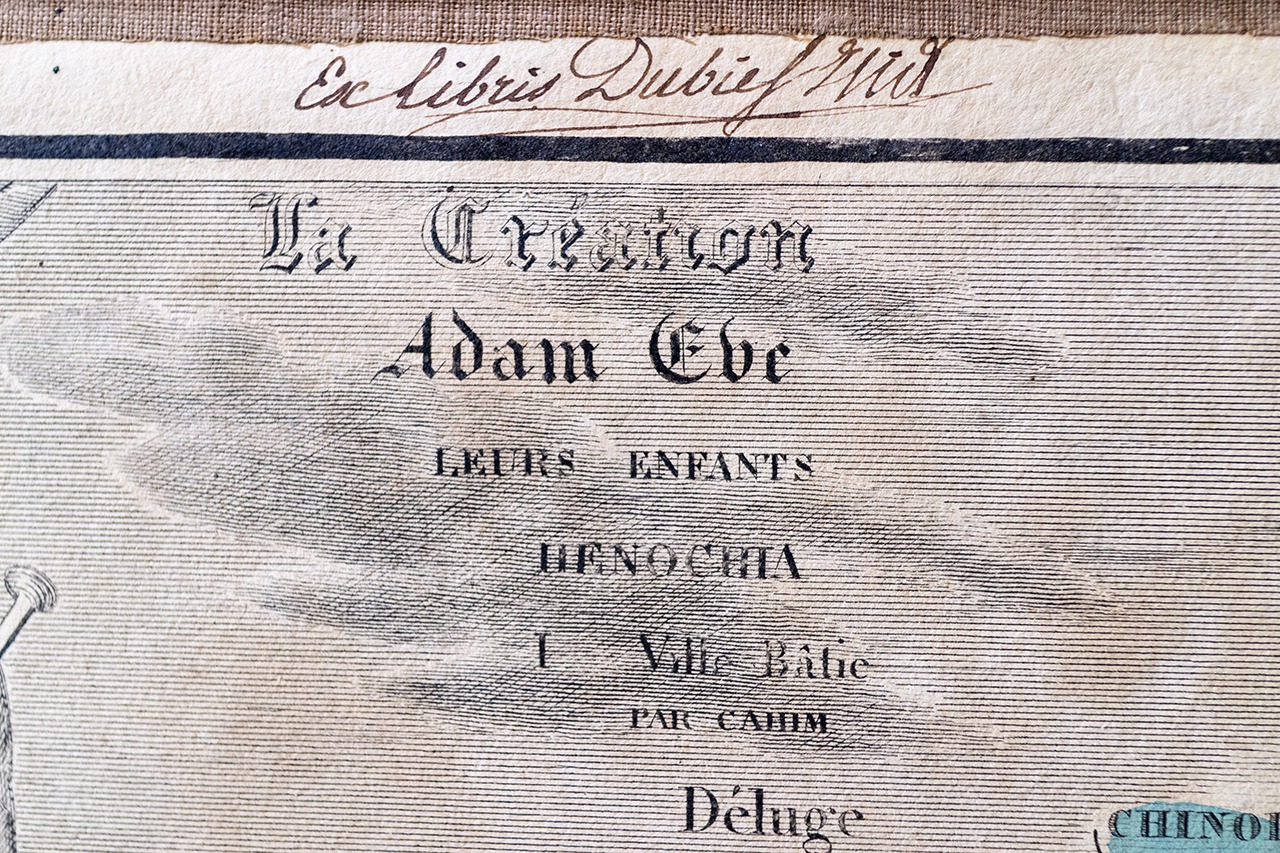 Ex Libris Dubief
La Création
Adam Eve
LEURS ENFANTS
HENOCHIA
I Ville Bâtie
PAR CAHIM
Déluge
CHINOI